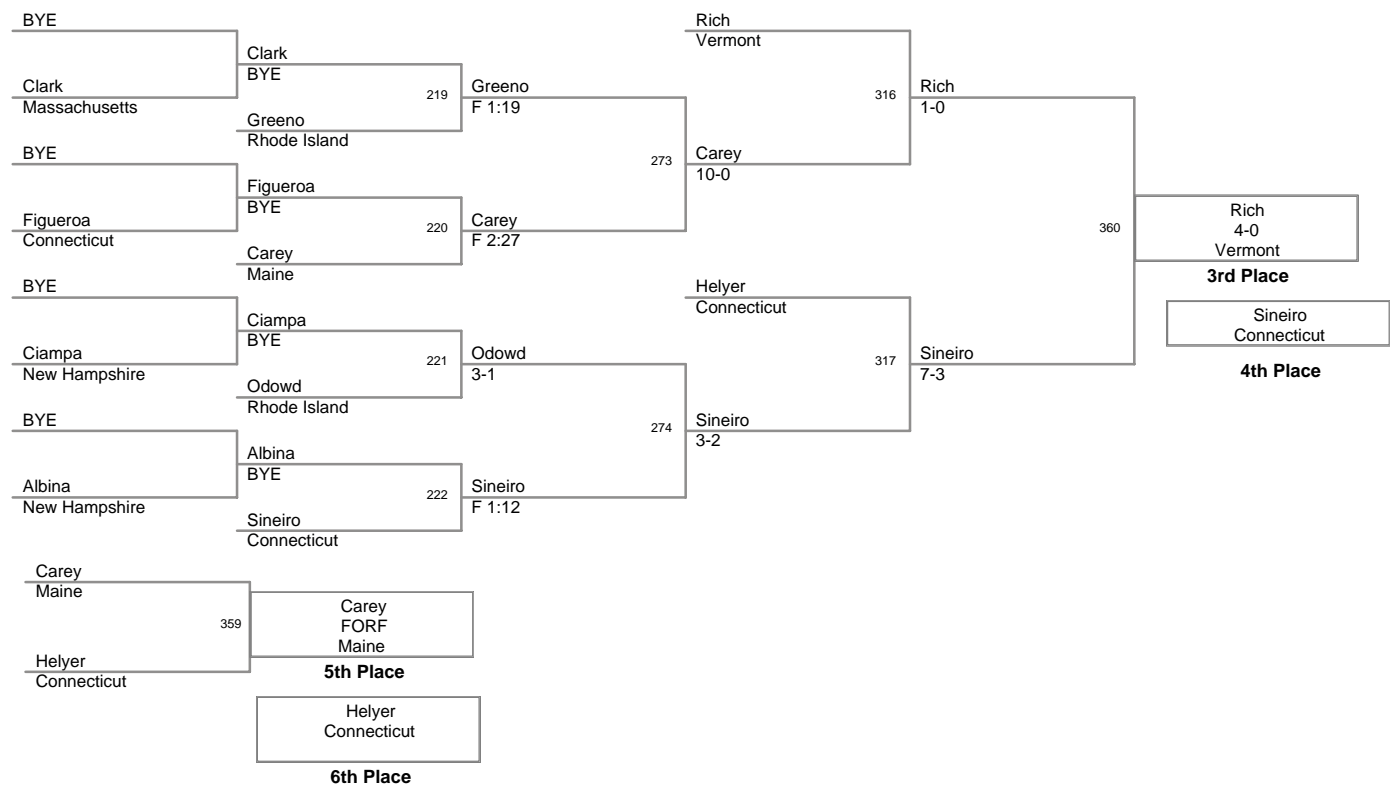 BYE
Clark
Massachusetts
BYE
Figueroa
Connecticut
BYE
Ciampa
New Hampshire
BYE
Albina
New Hampshire
Clark
BYE
219
Greeno
Rhode Island
Figueroa
BYE
220
Carey
Maine
Ciampa
BYE
221
Odowd
Rhode Island
Albina
BYE
222
Sineiro
Connecticut
Greeno
F 1:19
273
Carey
F 2:27
Odowd
3-1
274
Sineiro
F 1:12
Rich
Vermont
316
Carey
10-0
Helyer
Connecticut
317
Sineiro
3-2
Rich
1-0
360
Sineiro
7-3
Rich
4-0
Vermont
3rd Place
Sineiro
Connecticut
4th Place
Carey
Maine
359
Helyer
Connecticut
Carey
FORF
Maine
5th Place
Helyer
Connecticut
6th Place